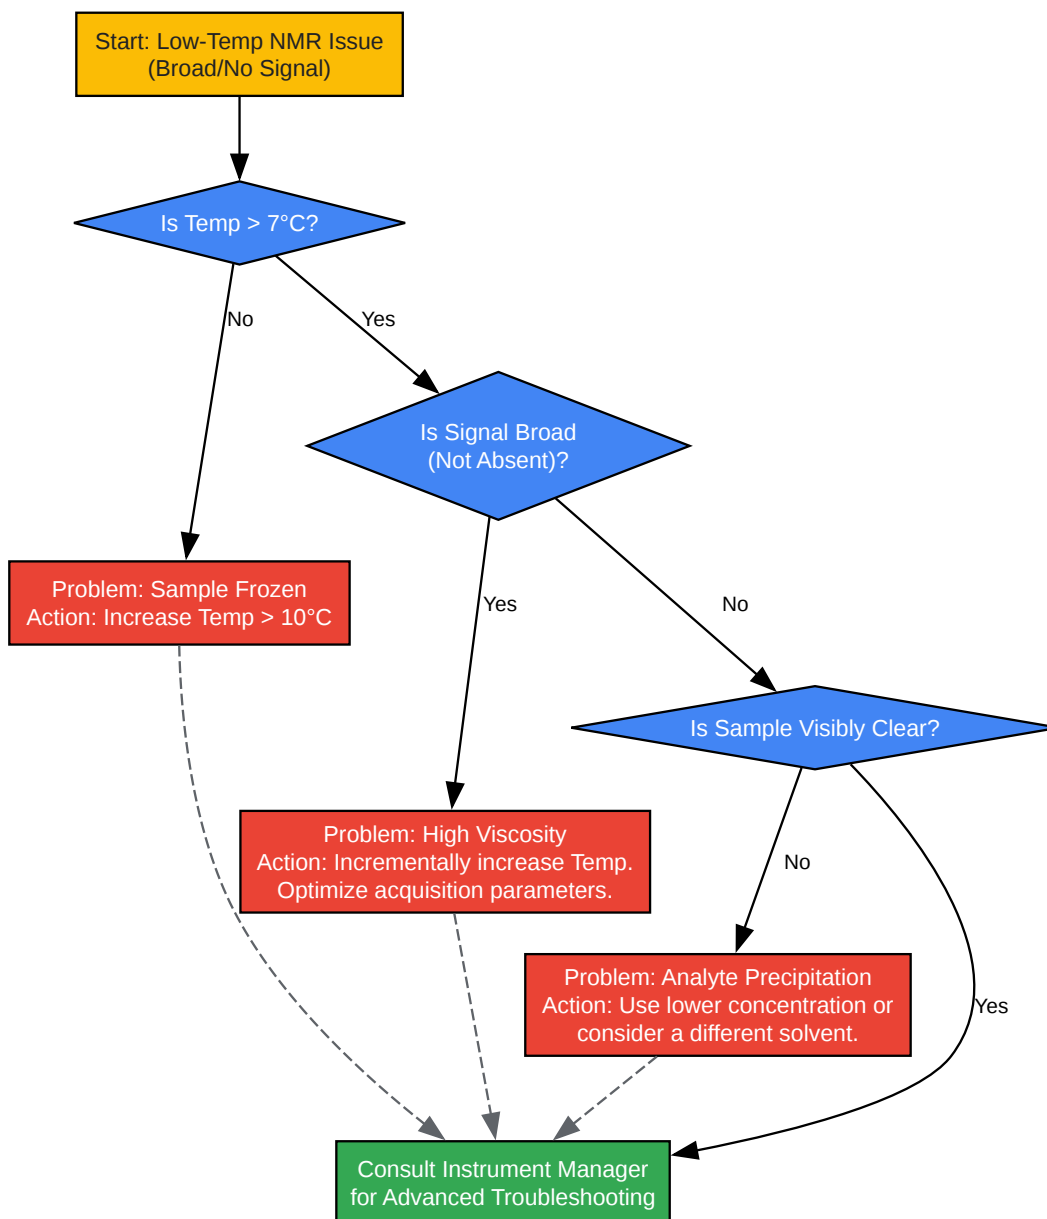 Start: Low-Temp NMR Issue
(Broad/No Signal)
Is Temp > 7°C?
No
Yes
Is Signal Broad
(Not Absent)?
Problem: Sample Frozen
Action: Increase Temp > 10°C
Yes
No
Is Sample Visibly Clear?
Problem: High Viscosity
Action: Incrementally increase Temp.
Optimize acquisition parameters.
No
Problem: Analyte Precipitation
Action: Use lower concentration or
consider a different solvent.
Yes
Consult Instrument Manager
for Advanced Troubleshooting